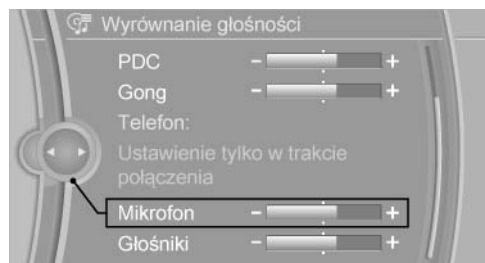 Wyrównanie głośności
PDC - +
Gong - +
Telefon:
Ustawienie tylko w trakcie
połączenia
Mikrofon - +
Głośniki - +